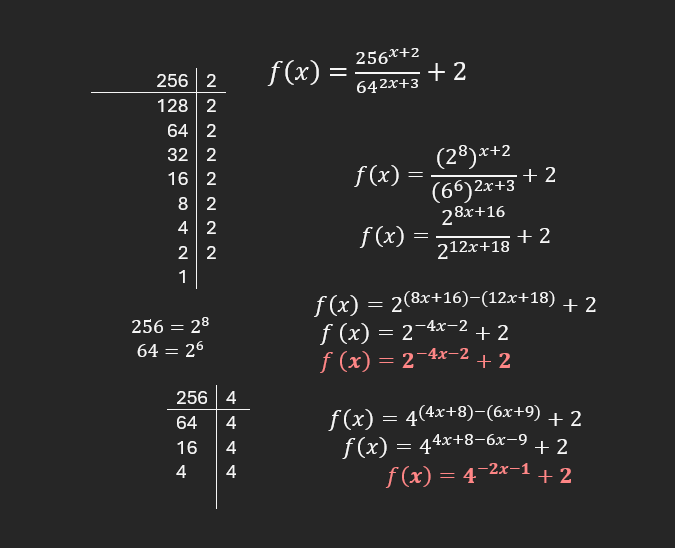 f(x) = 256^{x+2}/64^{2x+3} + 2
256 | 2
128 | 2
64 | 2
32 | 2
16 | 2
8 | 2
4 | 2
2 | 2
1
f(x) = (2^8)^{x+2}/(6^6)^{2x+3} + 2
f(x) = 2^{8x+16}/2^{12x+18} + 2
256 = 2^8
64 = 2^6
f(x) = 2^{(8x+16)−(12x+18)} + 2
f (x) = 2^{−4x−2} + 2
f (x) = 2^{−4x−2} + 2
256 | 4
64 | 4
16 | 4
4 | 4
f(x) = 4^{(4x+8)−(6x+9)} + 2
f(x) = 4^{4x+8−6x−9} + 2
f(x) = 4^{−2x−1} + 2